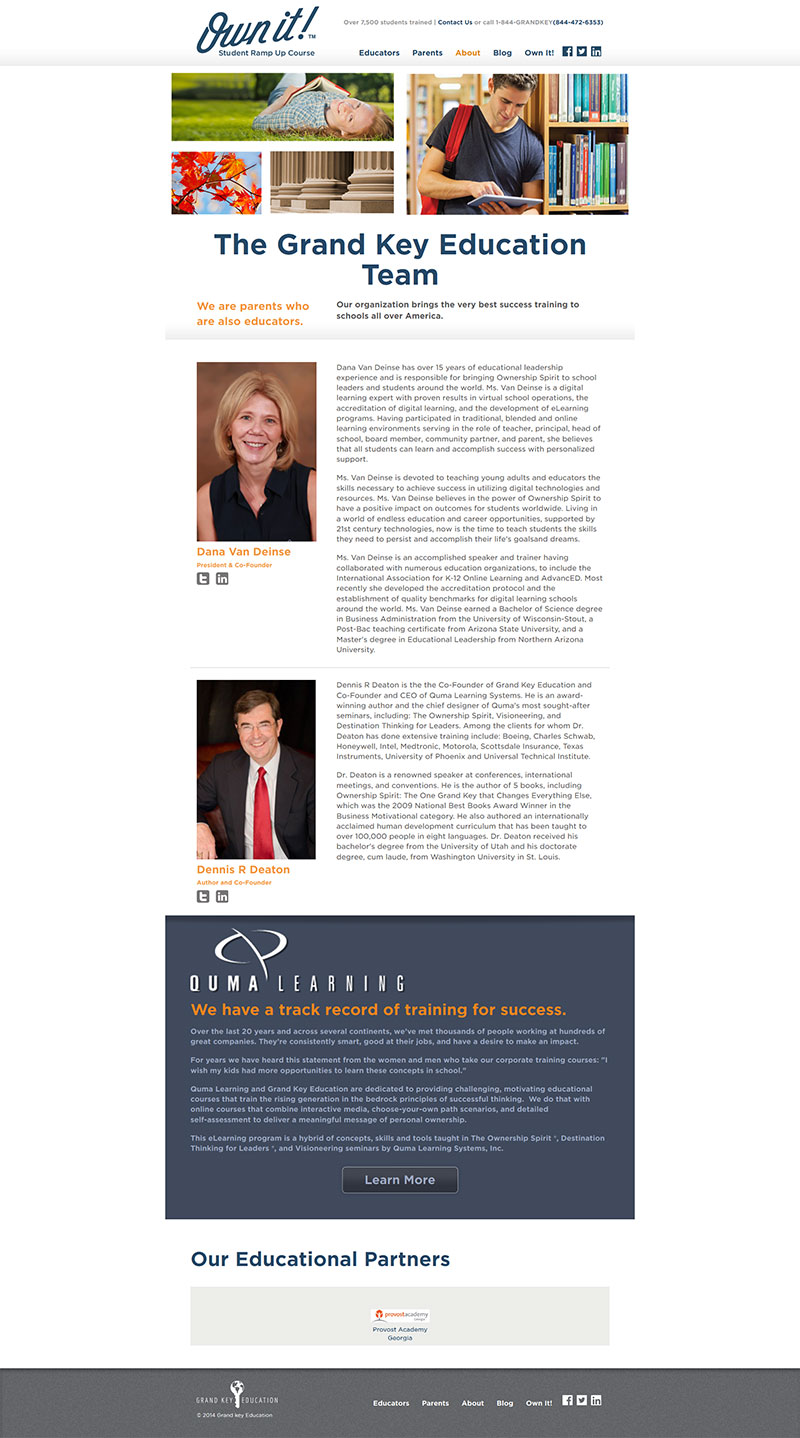 Own it!™
Student Ramp Up Course
Over 7,500 students trained | Contact Us or call 1-844-GRANDKEY(844-472-6353)
Educators Parents About Blog Own It!
The Grand Key Education
Team
We are parents who
are also educators.
Our organization brings the very best success training to
schools all over America.
Dana Van Deinse has over 15 years of educational leadership
experience and is responsible for bringing Ownership Spirit to school
leaders and students around the world. Ms. Van Deinse is a digital
learning expert with proven results in virtual school operations, the
accreditation of digital learning, and the development of eLearning
programs. Having participated in traditional, blended and online
learning environments serving in the role of teacher, principal, head of
school, board member, community partner, and parent, she believes
that all students can learn and accomplish success with personalized
support.
Ms. Van Deinse is devoted to teaching young adults and educators the
skills necessary to achieve success in utilizing digital technologies and
resources. Ms. Van Deinse believes in the power of Ownership Spirit to
have a positive impact on outcomes for students worldwide. Living in
a world of endless education and career opportunities, supported by
21st century technologies, now is the time to teach students the skills
they need to persist and accomplish their life's goalsand dreams.
Ms. Van Deinse is an accomplished speaker and trainer having
collaborated with numerous education organizations, to include the
International Association for K-12 Online Learning and AdvancED. Most
recently she developed the accreditation protocol and the
establishment of quality benchmarks for digital learning schools
around the world. Ms. Van Deinse earned a Bachelor of Science degree
in Business Administration from the University of Wisconsin-Stout, a
Post-Bac teaching certificate from Arizona State University, and a
Master's degree in Educational Leadership from Northern Arizona
University.
Dana Van Deinse
President & Co-Founder
Dennis R Deaton is the the Co-Founder of Grand Key Education and
Co-Founder and CEO of Quma Learning Systems. He is an award-
winning author and the chief designer of Quma's most sought-after
seminars, including: The Ownership Spirit, Visioneering, and
Destination Thinking for Leaders. Among the clients for whom Dr.
Deaton has done extensive training include: Boeing, Charles Schwab,
Honeywell, Intel, Medtronic, Motorola, Scottsdale Insurance, Texas
Instruments, University of Phoenix and Universal Technical Institute.
Dr. Deaton is a renowned speaker at conferences, international
meetings, and conventions. He is the author of 5 books, including
Ownership Spirit: The One Grand Key that Changes Everything Else,
which was the 2009 National Best Books Award Winner in the
Business Motivational category. He also authored an internationally
acclaimed human development curriculum that has been taught to
over 100,000 people in eight languages. Dr. Deaton received his
bachelor's degree from the University of Utah and his doctorate
degree, cum laude, from Washington University in St. Louis.
Dennis R Deaton
Author and Co-Founder
QUMA LEARNING
We have a track record of training for success.
Over the last 20 years and across several continents, we've met thousands of people working at hundreds of
great companies. They're consistently smart, good at their jobs, and have a desire to make an impact.
For years we have heard this statement from the women and men who take our corporate training courses: "I
wish my kids had more opportunities to learn these concepts in school."
Quma Learning and Grand Key Education are dedicated to providing challenging, motivating educational
courses that train the rising generation in the bedrock principles of successful thinking. We do that with
online courses that combine interactive media, choose-your-own path scenarios, and detailed
self-assessment to deliver a meaningful message of personal ownership.
This eLearning program is a hybrid of concepts, skills and tools taught in The Ownership Spirit ®, Destination
Thinking for Leaders ®, and Visioneering seminars by Quma Learning Systems, Inc.
Learn More
Our Educational Partners
provostacademy
Provost Academy
Georgia
GRAND KEY EDUCATION
© 2014 Grand key Education
Educators Parents About Blog Own It!